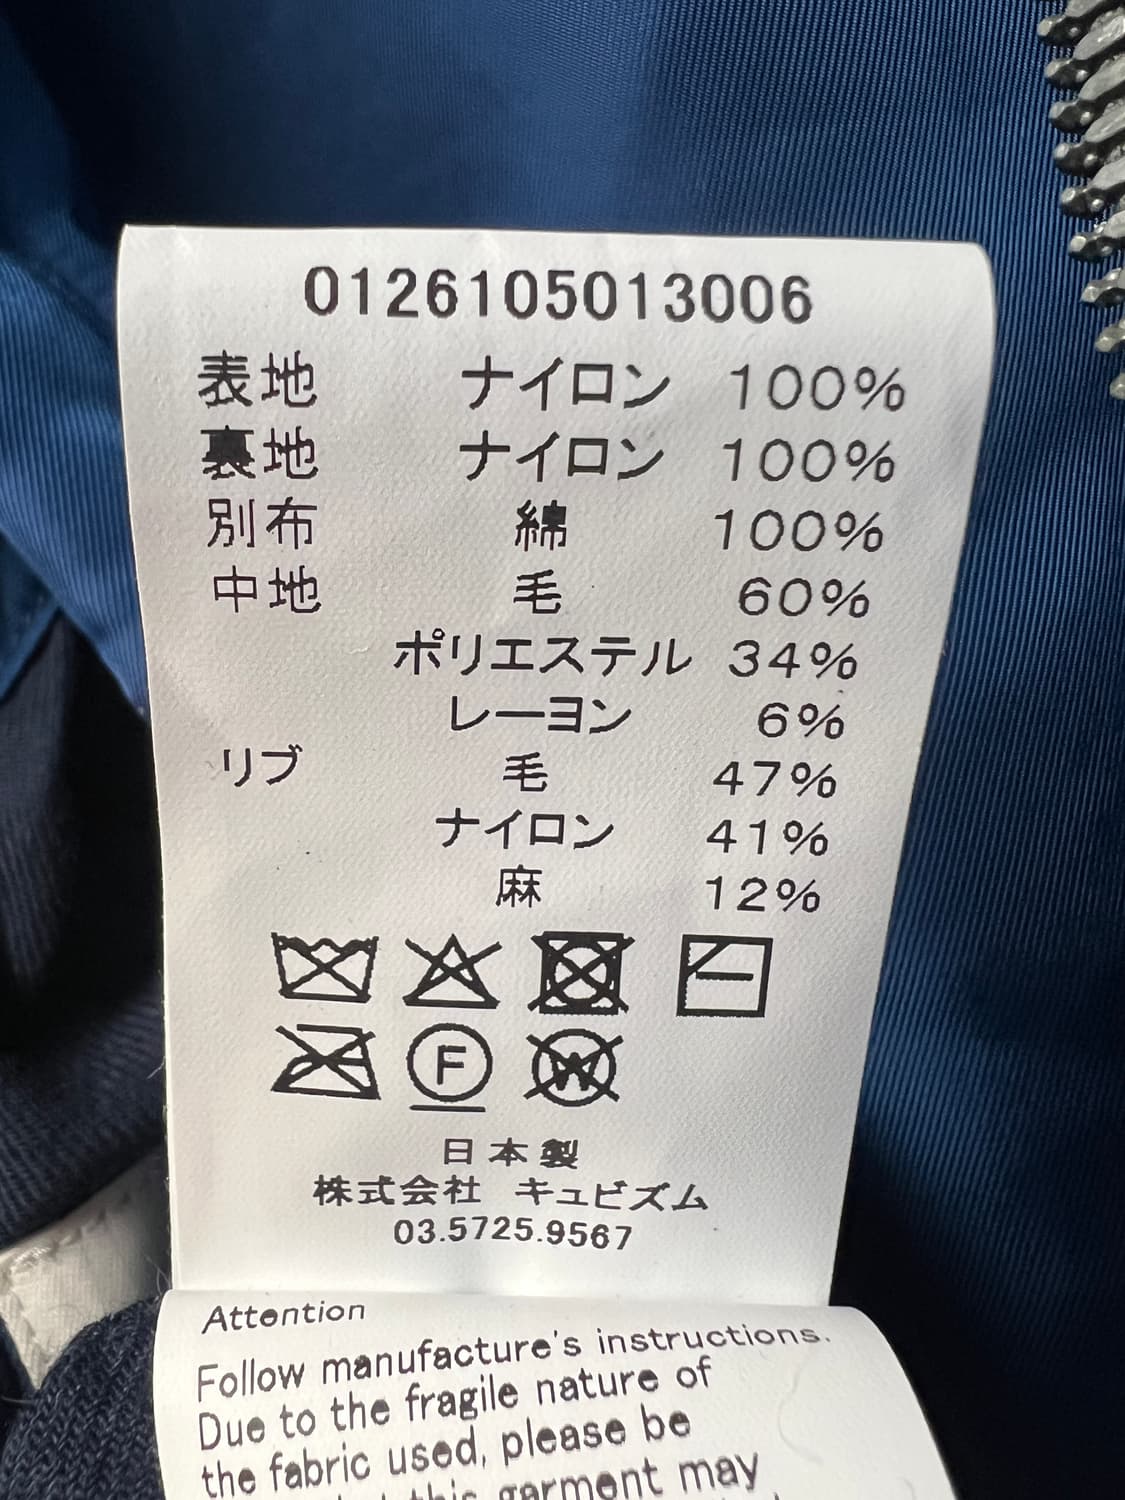 0126105013006
表地 ナイロン 100%
裏地 ナイロン 100%
別布 綿 100%
中地 毛 60%
ポリエステル 34%
レーヨン 6%
リブ 毛 47%
ナイロン 41%
麻 12%
F W
日本製
株式会社 キュビズム
03.5725.9567
Attention
Follow manufacture's instructions.
Due to the fragile nature of
the fabric used, please be
this garment may